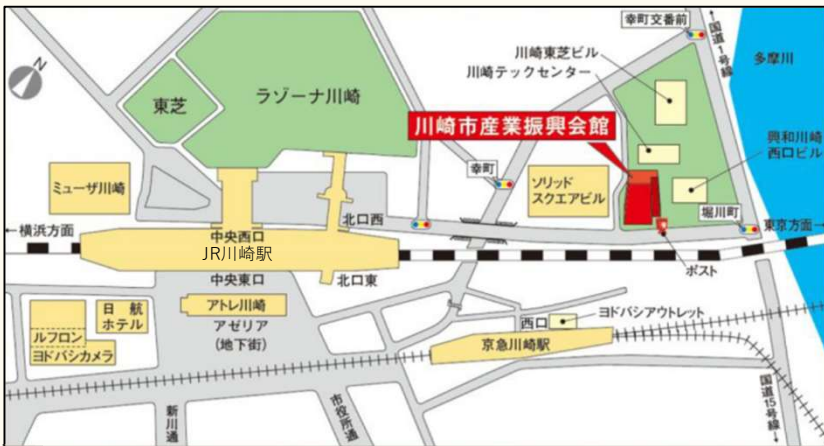 幸町交番前
国道1号線
川崎東芝ビル
川崎テックセンター
多摩川
N
ラゾーナ川崎
東芝
川崎市産業振興会館
興和川崎
西口ビル
幸町
ミューザ川崎
ソリッド
スクエアビル
北口西
堀川町
←横浜方面
中央西口
東京方面→
JR川崎駅
ポスト
中央東口
北口東
日航
ホテル
アトレ川崎
ヨドバシアウトレット
ルフロン
アゼリア
(地下街)
西口
ヨドバシカメラ
京急川崎駅
新川通
市役所通
国道15号線